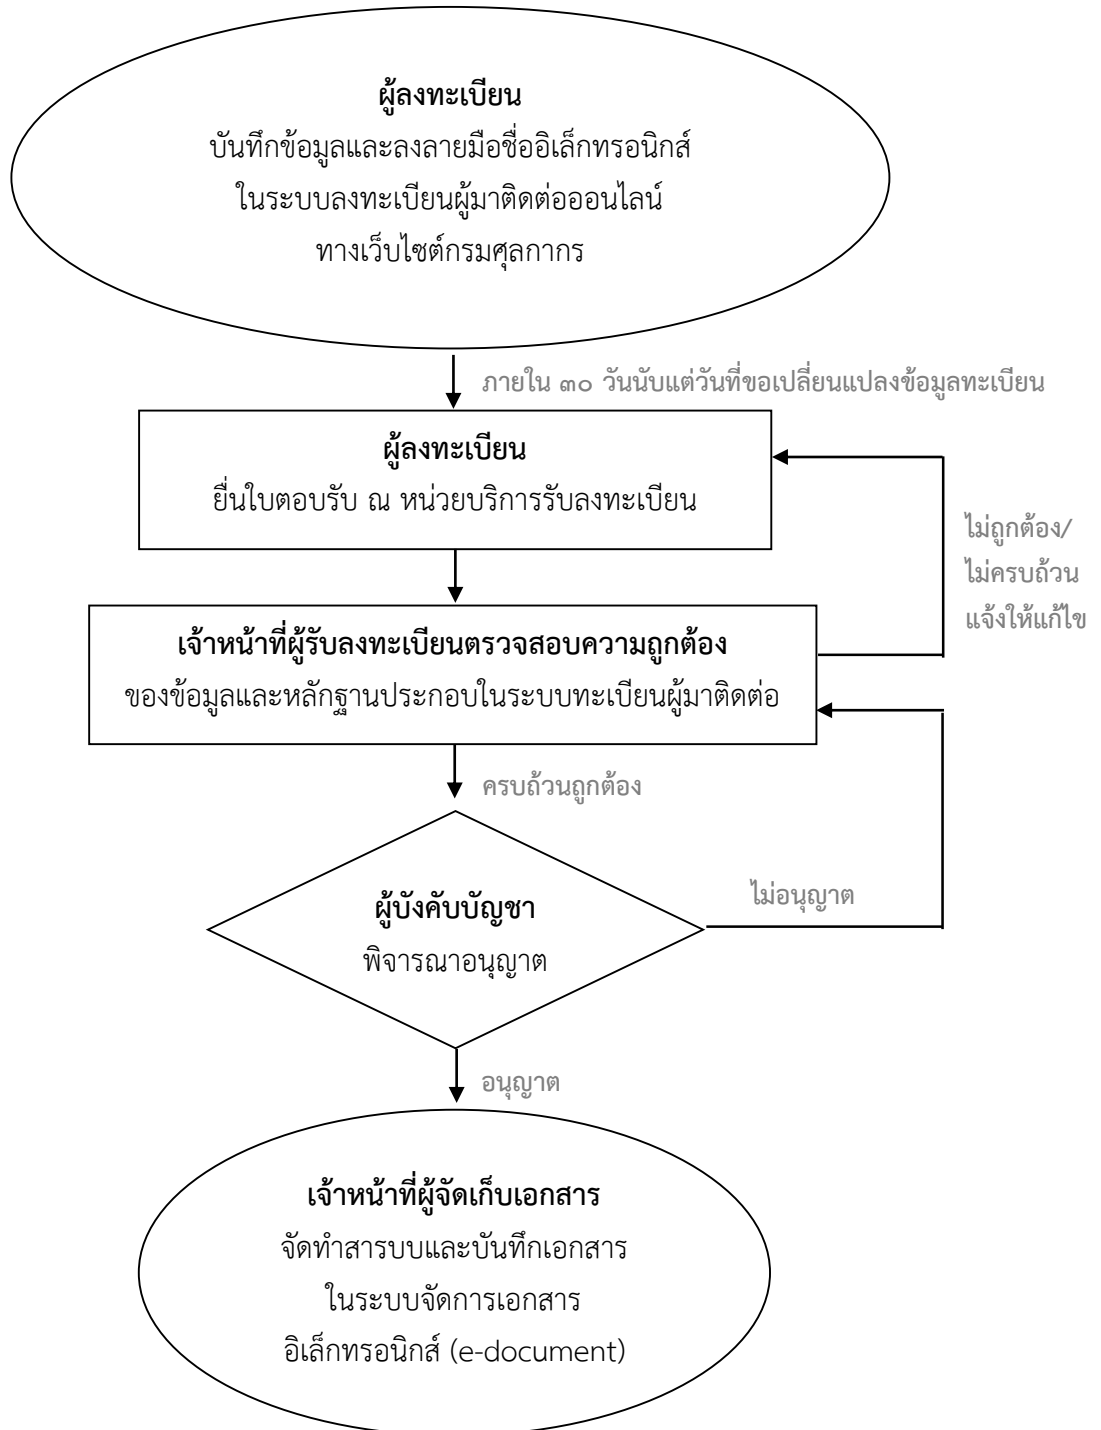 ผู้ลงทะเบียน
บันทึกข้อมูลและลงลายมือชื่ออิเล็กทรอนิกส์
ในระบบลงทะเบียนผู้มาติดต่อออนไลน์
ทางเว็บไซต์กรมศุลกากร
ภายใน ๓๐ วันนับแต่วันที่ขอเปลี่ยนแปลงข้อมูลทะเบียน
ผู้ลงทะเบียน
ยื่นใบตอบรับ ณ หน่วยบริการรับลงทะเบียน
ไม่ถูกต้อง/
ไม่ครบถ้วน
แจ้งให้แก้ไข
เจ้าหน้าที่ผู้รับลงทะเบียนตรวจสอบความถูกต้อง
ของข้อมูลและหลักฐานประกอบในระบบทะเบียนผู้มาติดต่อ
ครบถ้วนถูกต้อง
ผู้บังคับบัญชา
พิจารณาอนุญาต
ไม่อนุญาต
อนุญาต
เจ้าหน้าที่ผู้จัดเก็บเอกสาร
จัดทำสารบบและบันทึกเอกสาร
ในระบบจัดการเอกสาร
อิเล็กทรอนิกส์ (e-document)